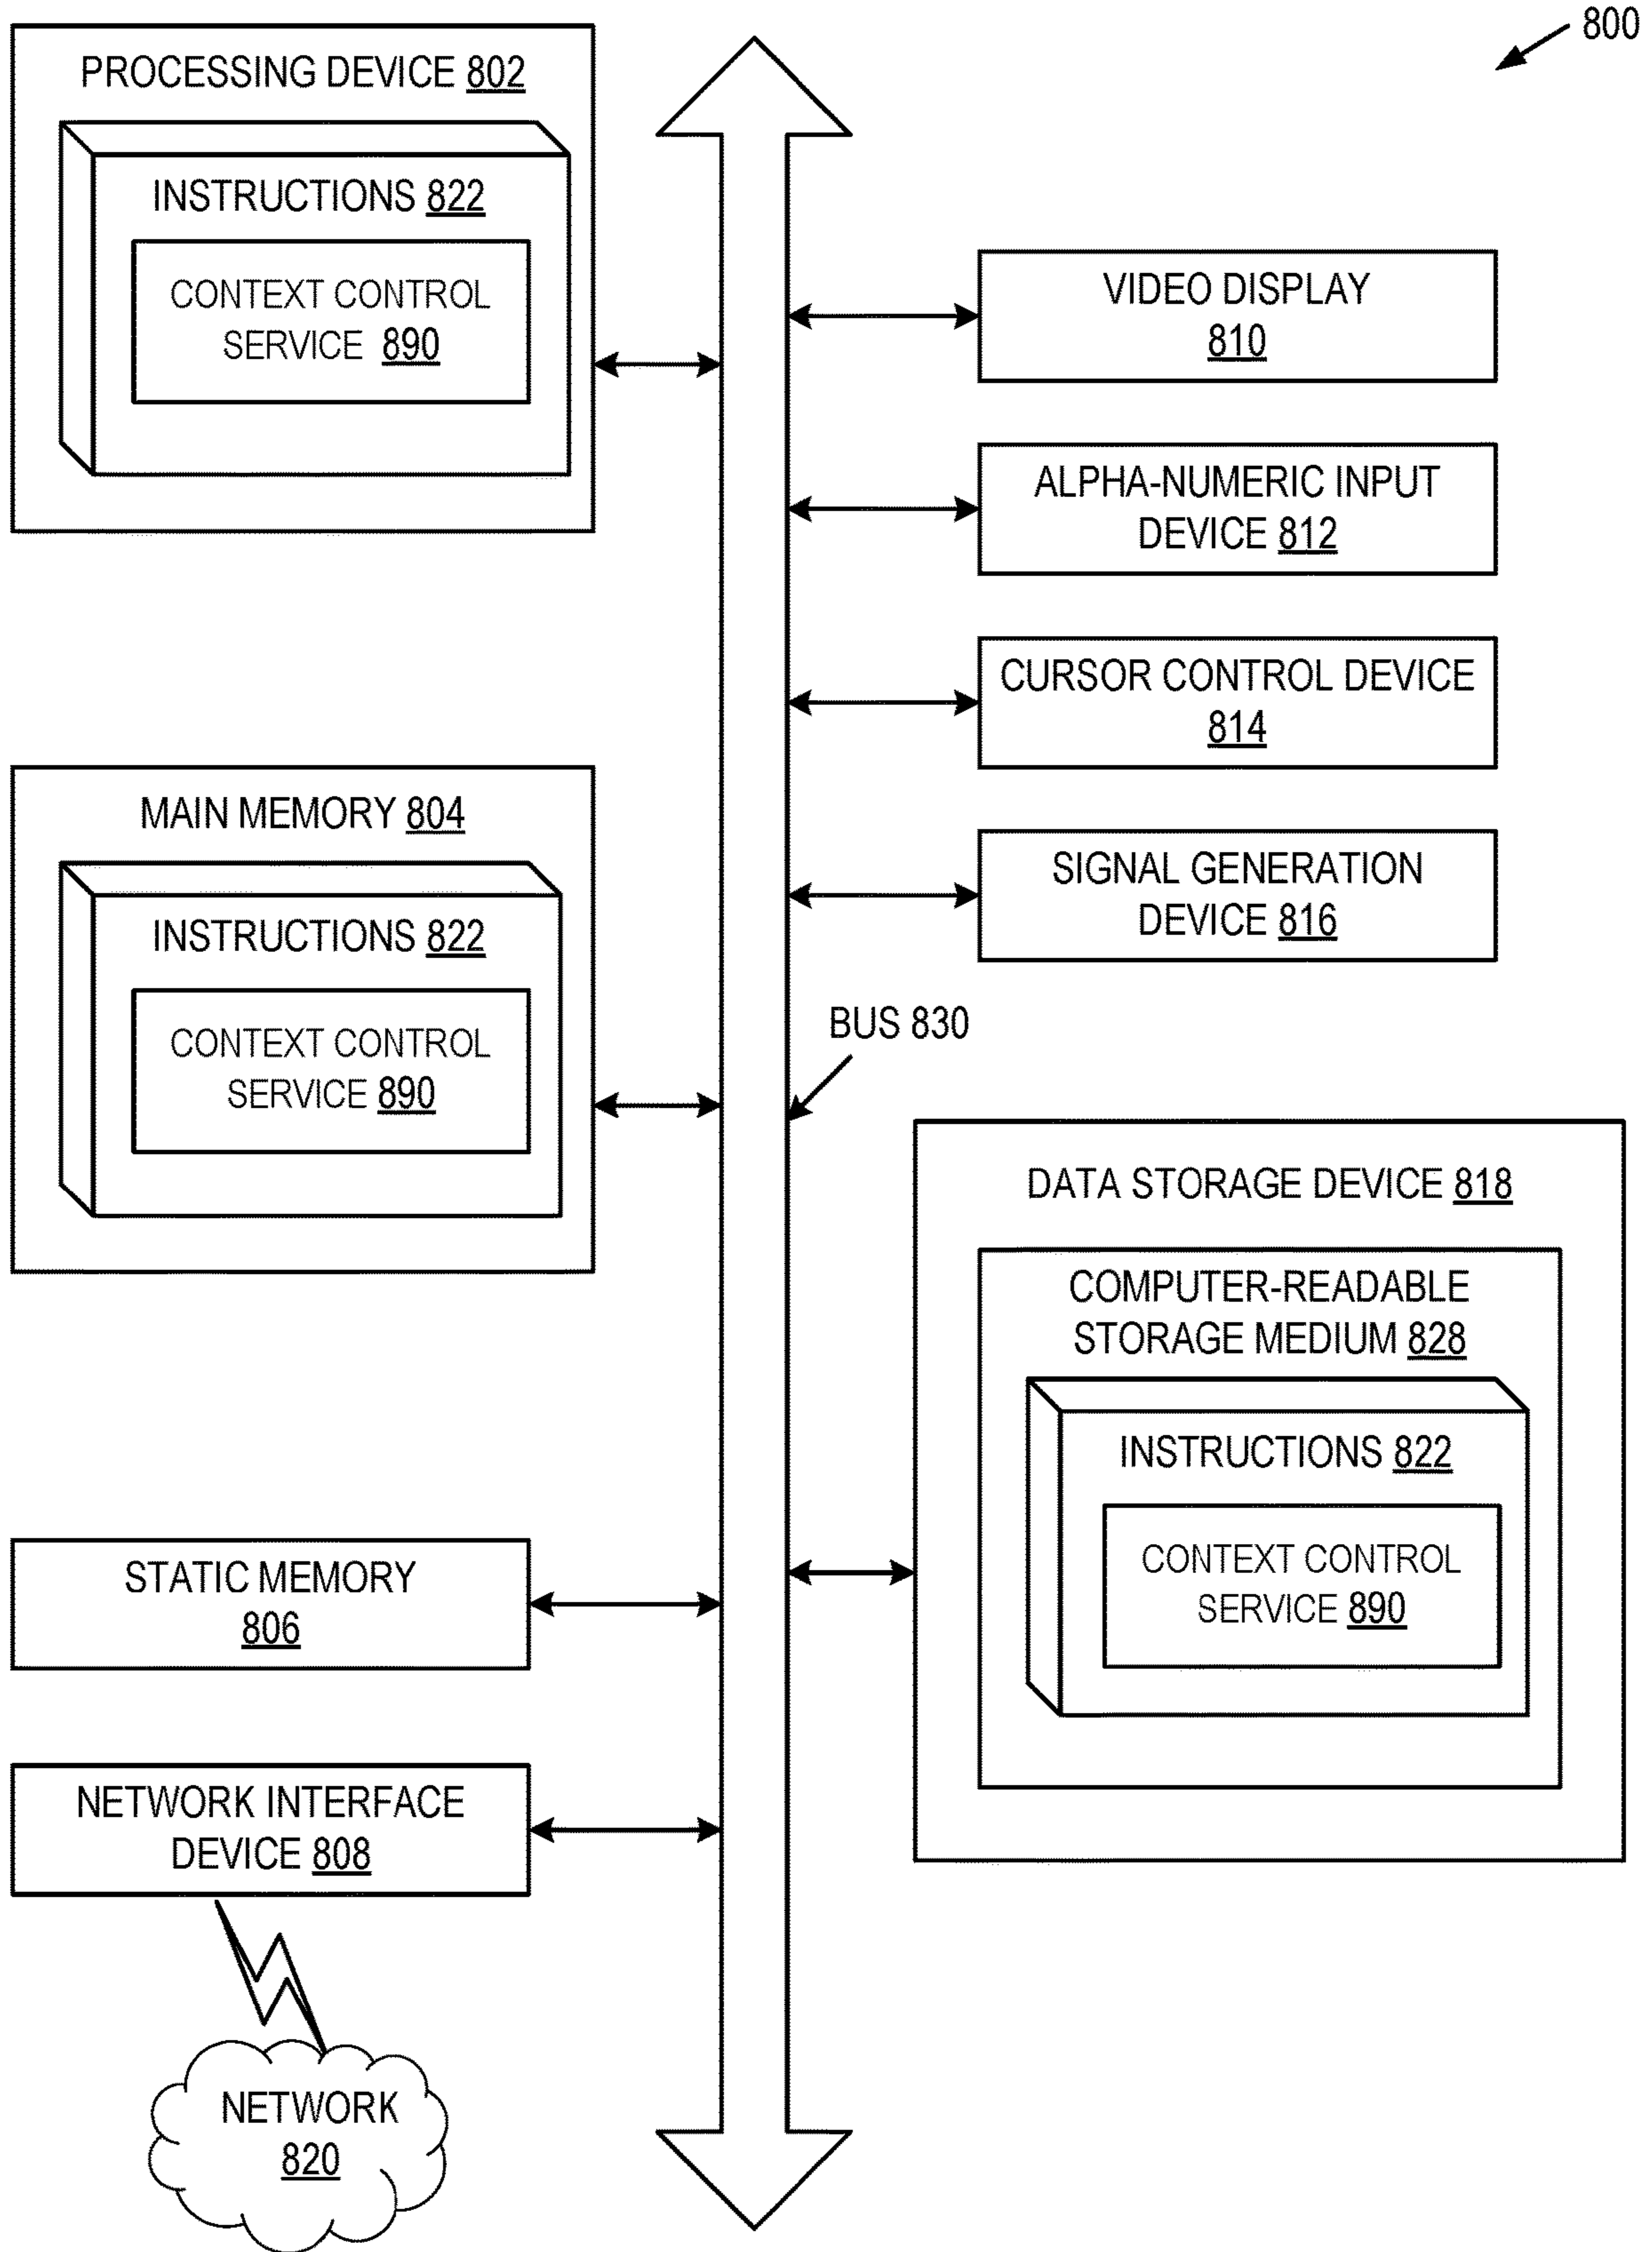 800
PROCESSING DEVICE 802
INSTRUCTIONS 822
CONTEXT CONTROL
SERVICE 890
MAIN MEMORY 804
INSTRUCTIONS 822
CONTEXT CONTROL
SERVICE 890
STATIC MEMORY
806
NETWORK INTERFACE
DEVICE 808
NETWORK
820
VIDEO DISPLAY
810
ALPHA-NUMERIC INPUT
DEVICE 812
CURSOR CONTROL DEVICE
814
SIGNAL GENERATION
DEVICE 816
BUS 830
DATA STORAGE DEVICE 818
COMPUTER-READABLE
STORAGE MEDIUM 828
INSTRUCTIONS 822
CONTEXT CONTROL
SERVICE 890